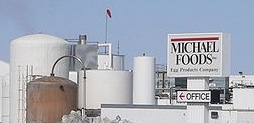 MICHAEL
FOODS
Egg Products Company
OFFICE